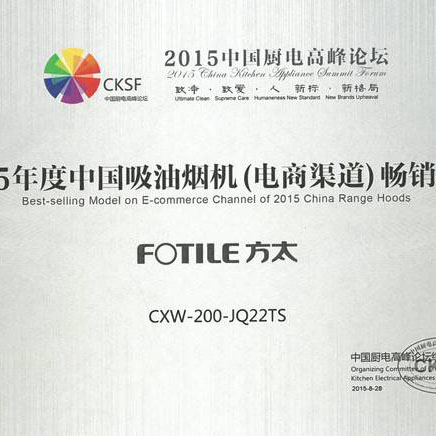 CKSF
中国厨电高峰论坛
2015中国厨电高峰论坛
2015 China Kitchen Appliance Summit Forum
致净·致爱·人 新标·新格局
Ultimate Clean Supreme Care Humaneness New Standard New Brands Upheaval
5年度中国吸油烟机(电商渠道)畅销
Best-selling Model on E-commerce Channel of 2015 China Range Hoods
FOTILE 方太
CXW-200-JQ22TS
中国厨电高峰论坛
Organizing Committee of
Kitchen Electrical Appliances
2015-8-28